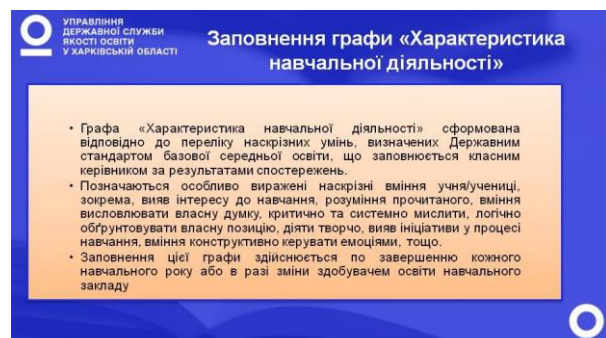 УПРАВЛІННЯ
ДЕРЖАВНОЇ СЛУЖБИ
ЯКОСТІ ОСВІТИ
У ХАРКІВСЬКІЙ ОБЛАСТІ
Заповнення графи «Характеристика
навчальної діяльності»
• Графа «Характеристика навчальної діяльності» сформована
відповідно до переліку наскрізних умінь, визначених Державним
стандартом базової середньої освіти, що заповнюється класним
керівником за результатами спостережень.
• Позначаються особливо виражені наскрізні вміння учня/учениці,
зокрема, вияв інтересу до навчання, розуміння прочитаного, вміння
висловлювати власну думку, критично та системно мислити, логічно
обґрунтовувати власну позицію, діяти творчо, вияв ініціативи у процесі
навчання, вміння конструктивно керувати емоціями, тощо.
• Заповнення цієї графи здійснюється по завершенню кожного
навчального року або в разі зміни здобувачем освіти навчального
закладу